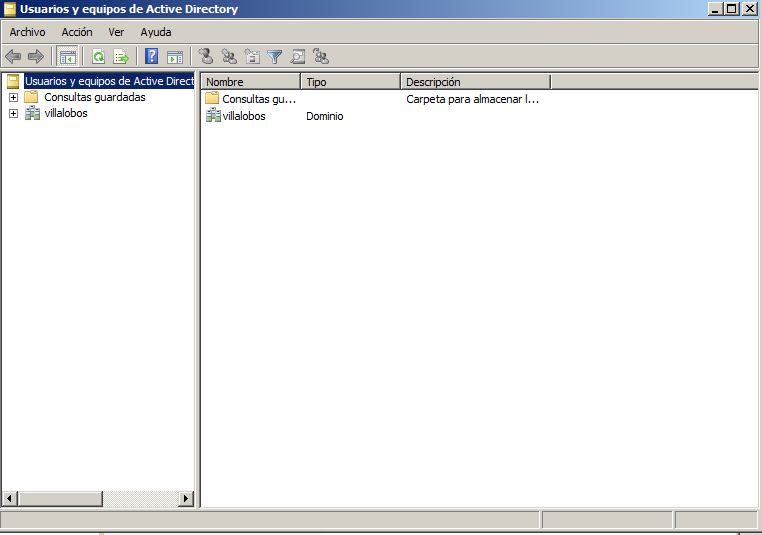 Usuarios y equipos de Active Directory
Archivo Acción Ver Ayuda
Usuarios y equipos de Active Direct
Consultas guardadas
villalobos
Nombre Tipo Descripción
Consultas gu... Carpeta para almacenar l...
villalobos Dominio